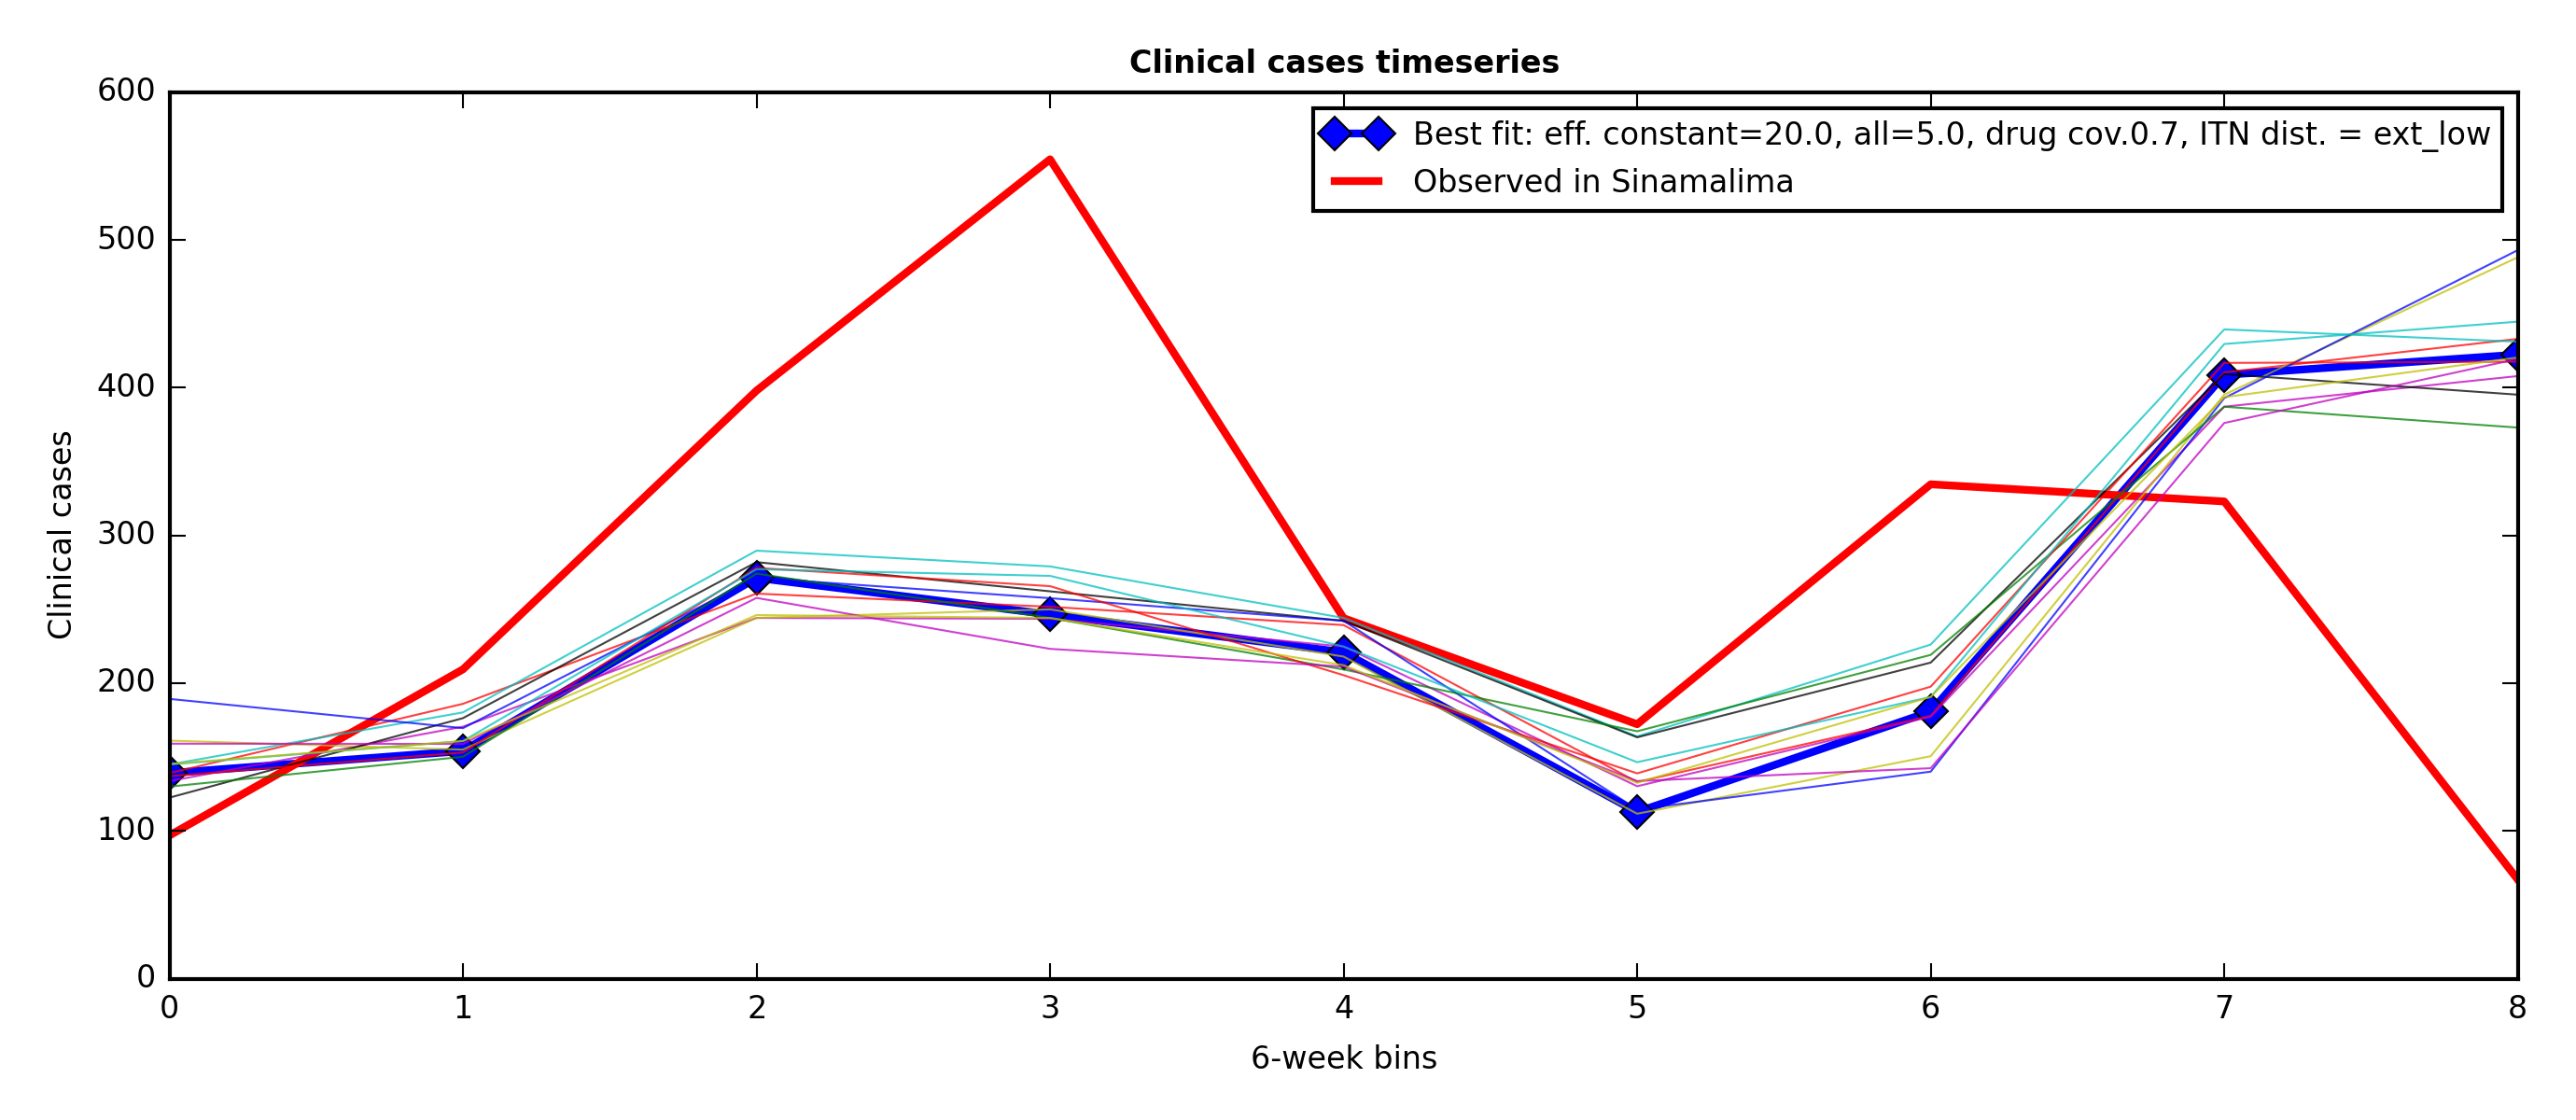 Clinical cases timeseries
600
500
400
300
200
100
0
Clinical cases
Best fit: eff. constant=20.0, all=5.0, drug cov.0.7, ITN dist. = ext_low
Observed in Sinamalima
0 1 2 3 4 5 6 7 8
6-week bins